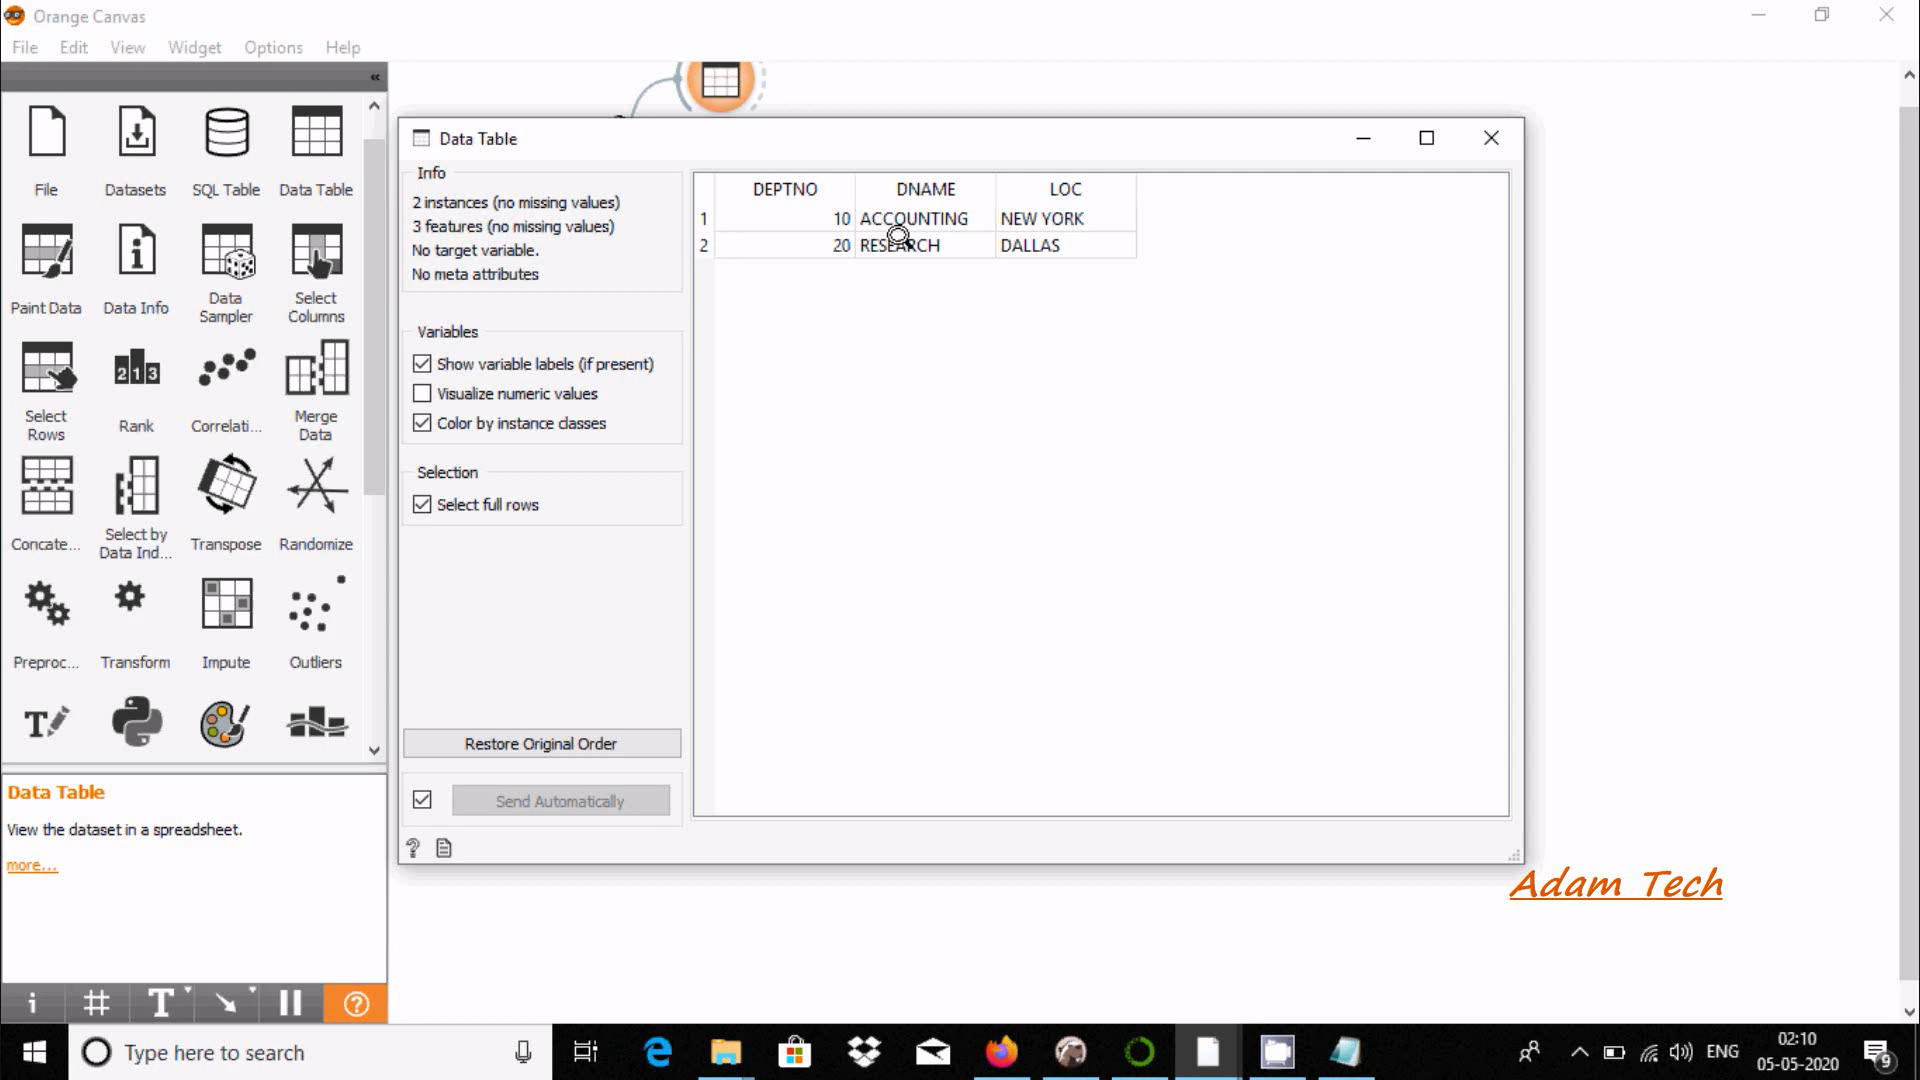 Orange Canvas
File Edit View Widget Options Help
«
File Datasets SQL Table Data Table
Paint Data Data Info Data Sampler Select Columns
Select Rows Rank Correlati... Merge Data
Concate... Select by Data Ind... Transpose Randomize
Preproc... Transform Impute Outliers
Data Table
View the dataset in a spreadsheet.
more...
Data Table
Info
2 instances (no missing values)
3 features (no missing values)
No target variable.
No meta attributes
Variables
Show variable labels (if present)
Visualize numeric values
Color by instance classes
Selection
Select full rows
Restore Original Order
Send Automatically
DEPTNO DNAME LOC
1 10 ACCOUNTING NEW YORK
2 20 RESEARCH DALLAS
Adam Tech
Type here to search
ENG
02:10
05-05-2020
9